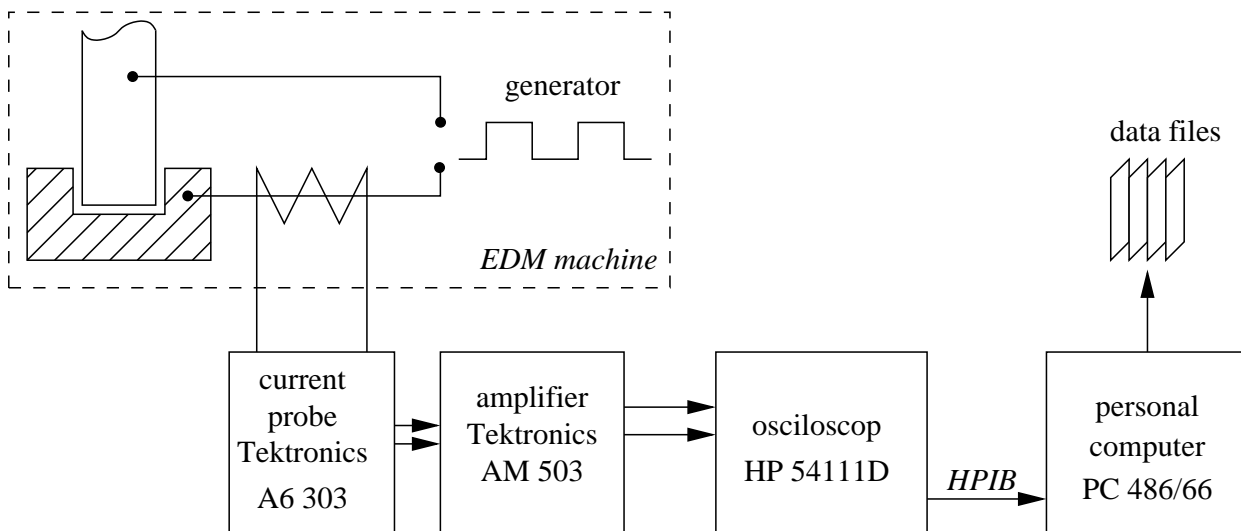 generator
data files
EDM machine
current
probe
Tektronics
A6 303
amplifier
Tektronics
AM 503
osciloscop
HP 54111D
HPIB
personal
computer
PC 486/66